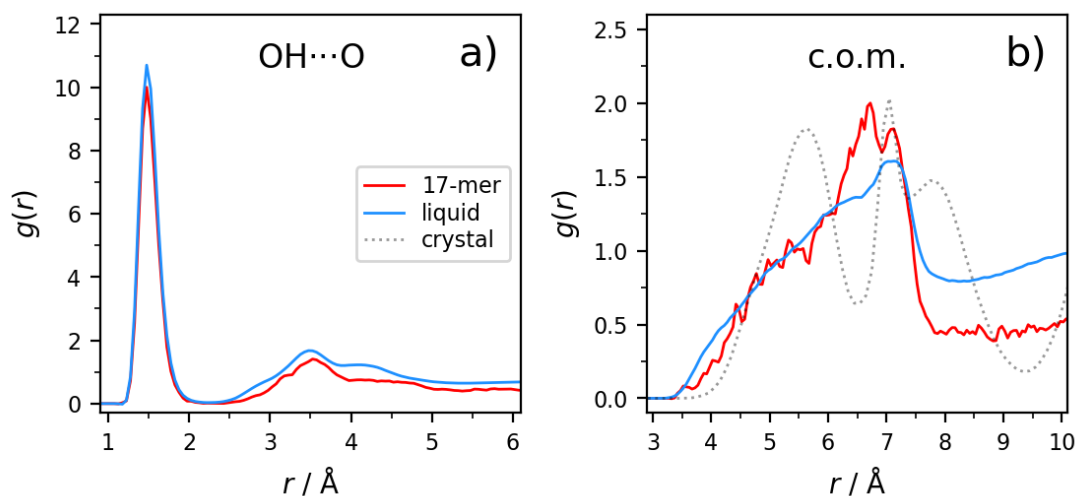 OH···O
a)
12
10
8
6
4
2
0
g(r)
17-mer
liquid
crystal
1 2 3 4 5 6
r / Å
c.o.m.
b)
2.5
2.0
1.5
1.0
0.5
0.0
g(r)
3 4 5 6 7 8 9 10
r / Å